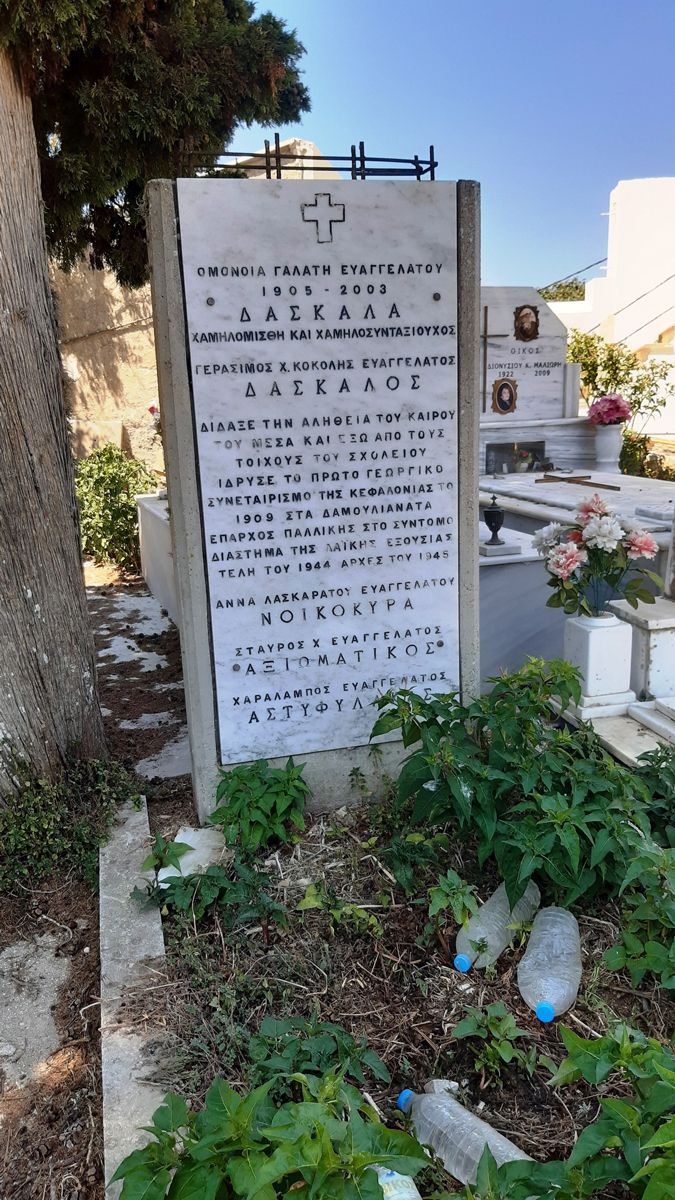 ΟΜΟΝΟΙΑ ΓΑΛΑΤΗ ΕΥΑΓΓΕΛΑΤΟΥ
1905 - 2003
ΔΑΣΚΑΛΑ
ΧΑΜΗΛΟΜΙΣΘΗ ΚΑΙ ΧΑΜΗΛΟΣΥΝΤΑΞΙΟΥΧΟΣ
ΓΕΡΑΣΙΜΟΣ Χ. ΚΟΚΟΛΗΣ ΕΥΑΓΓΕΛΑΤΟΣ
ΔΑΣΚΑΛΟΣ
ΔΙΔΑΞΕ ΤΗΝ ΑΛΗΘΕΙΑ ΤΟΥ ΚΑΙΡΟΥ
ΤΟΥ ΜΕΣΑ ΚΑΙ ΕΞΩ ΑΠΟ ΤΟΥΣ
ΤΟΙΧΟΥΣ ΤΟΥ ΣΧΟΛΕΙΟΥ
ΙΔΡΥΣΕ ΤΟ ΠΡΩΤΟ ΓΕΩΡΓΙΚΟ
ΣΥΝΕΤΑΙΡΙΣΜΟ ΤΗΣ ΚΕΦΑΛΟΝΙΑΣ ΤΟ
1909 ΣΤΑ ΔΑΜΟΥΛΙΑΝΑΤΑ
ΕΠΑΡΧΟΣ ΠΑΛΛΙΚΗΣ ΣΤΟ ΣΥΝΤΟΜΟ
ΔΙΑΣΤΗΜΑ ΤΗΣ ΛΑΪΚΗΣ ΕΞΟΥΣΙΑΣ
ΤΕΛΗ ΤΟΥ 1944 ΑΡΧΕΣ ΤΟΥ 1945
ΑΝΝΑ ΛΑΣΚΑΡΑΤΟΥ ΕΥΑΓΓΕΛΑΤΟΥ
ΝΟΙΚΟΚΥΡΑ
ΣΤΑΥΡΟΣ Χ ΕΥΑΓΓΕΛΑΤΟΣ
ΑΞΙΩΜΑΤΙΚΟΣ
ΧΑΡΑΛΑΜΠΟΣ ΕΥΑΓΓΕΛΑΤΟΣ
ΟΙΚΟΣ
ΔΙΟΝΥΣΙΟΥ Κ. ΜΑΛΙΩΡΗ
1922 - 2009